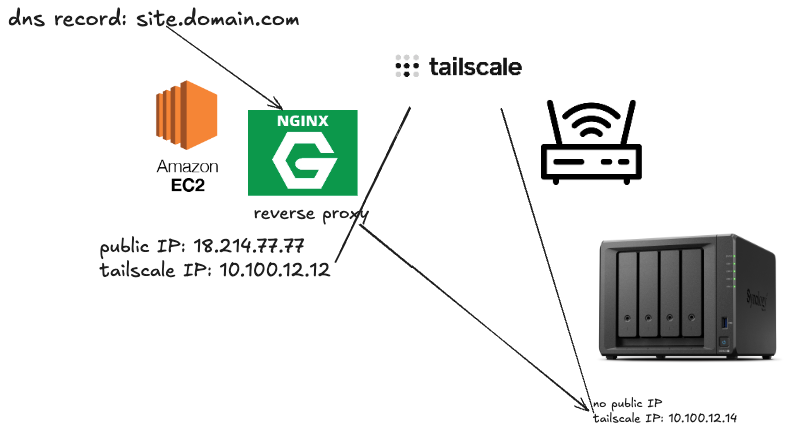 dns record: site.domain.com
tailscale
NGINX
G
Amazon
EC2
reverse proxy
public IP: 18.214.77.77
tailscale IP: 10.100.12.12
Synology
no public IP
tailscale IP: 10.100.12.14